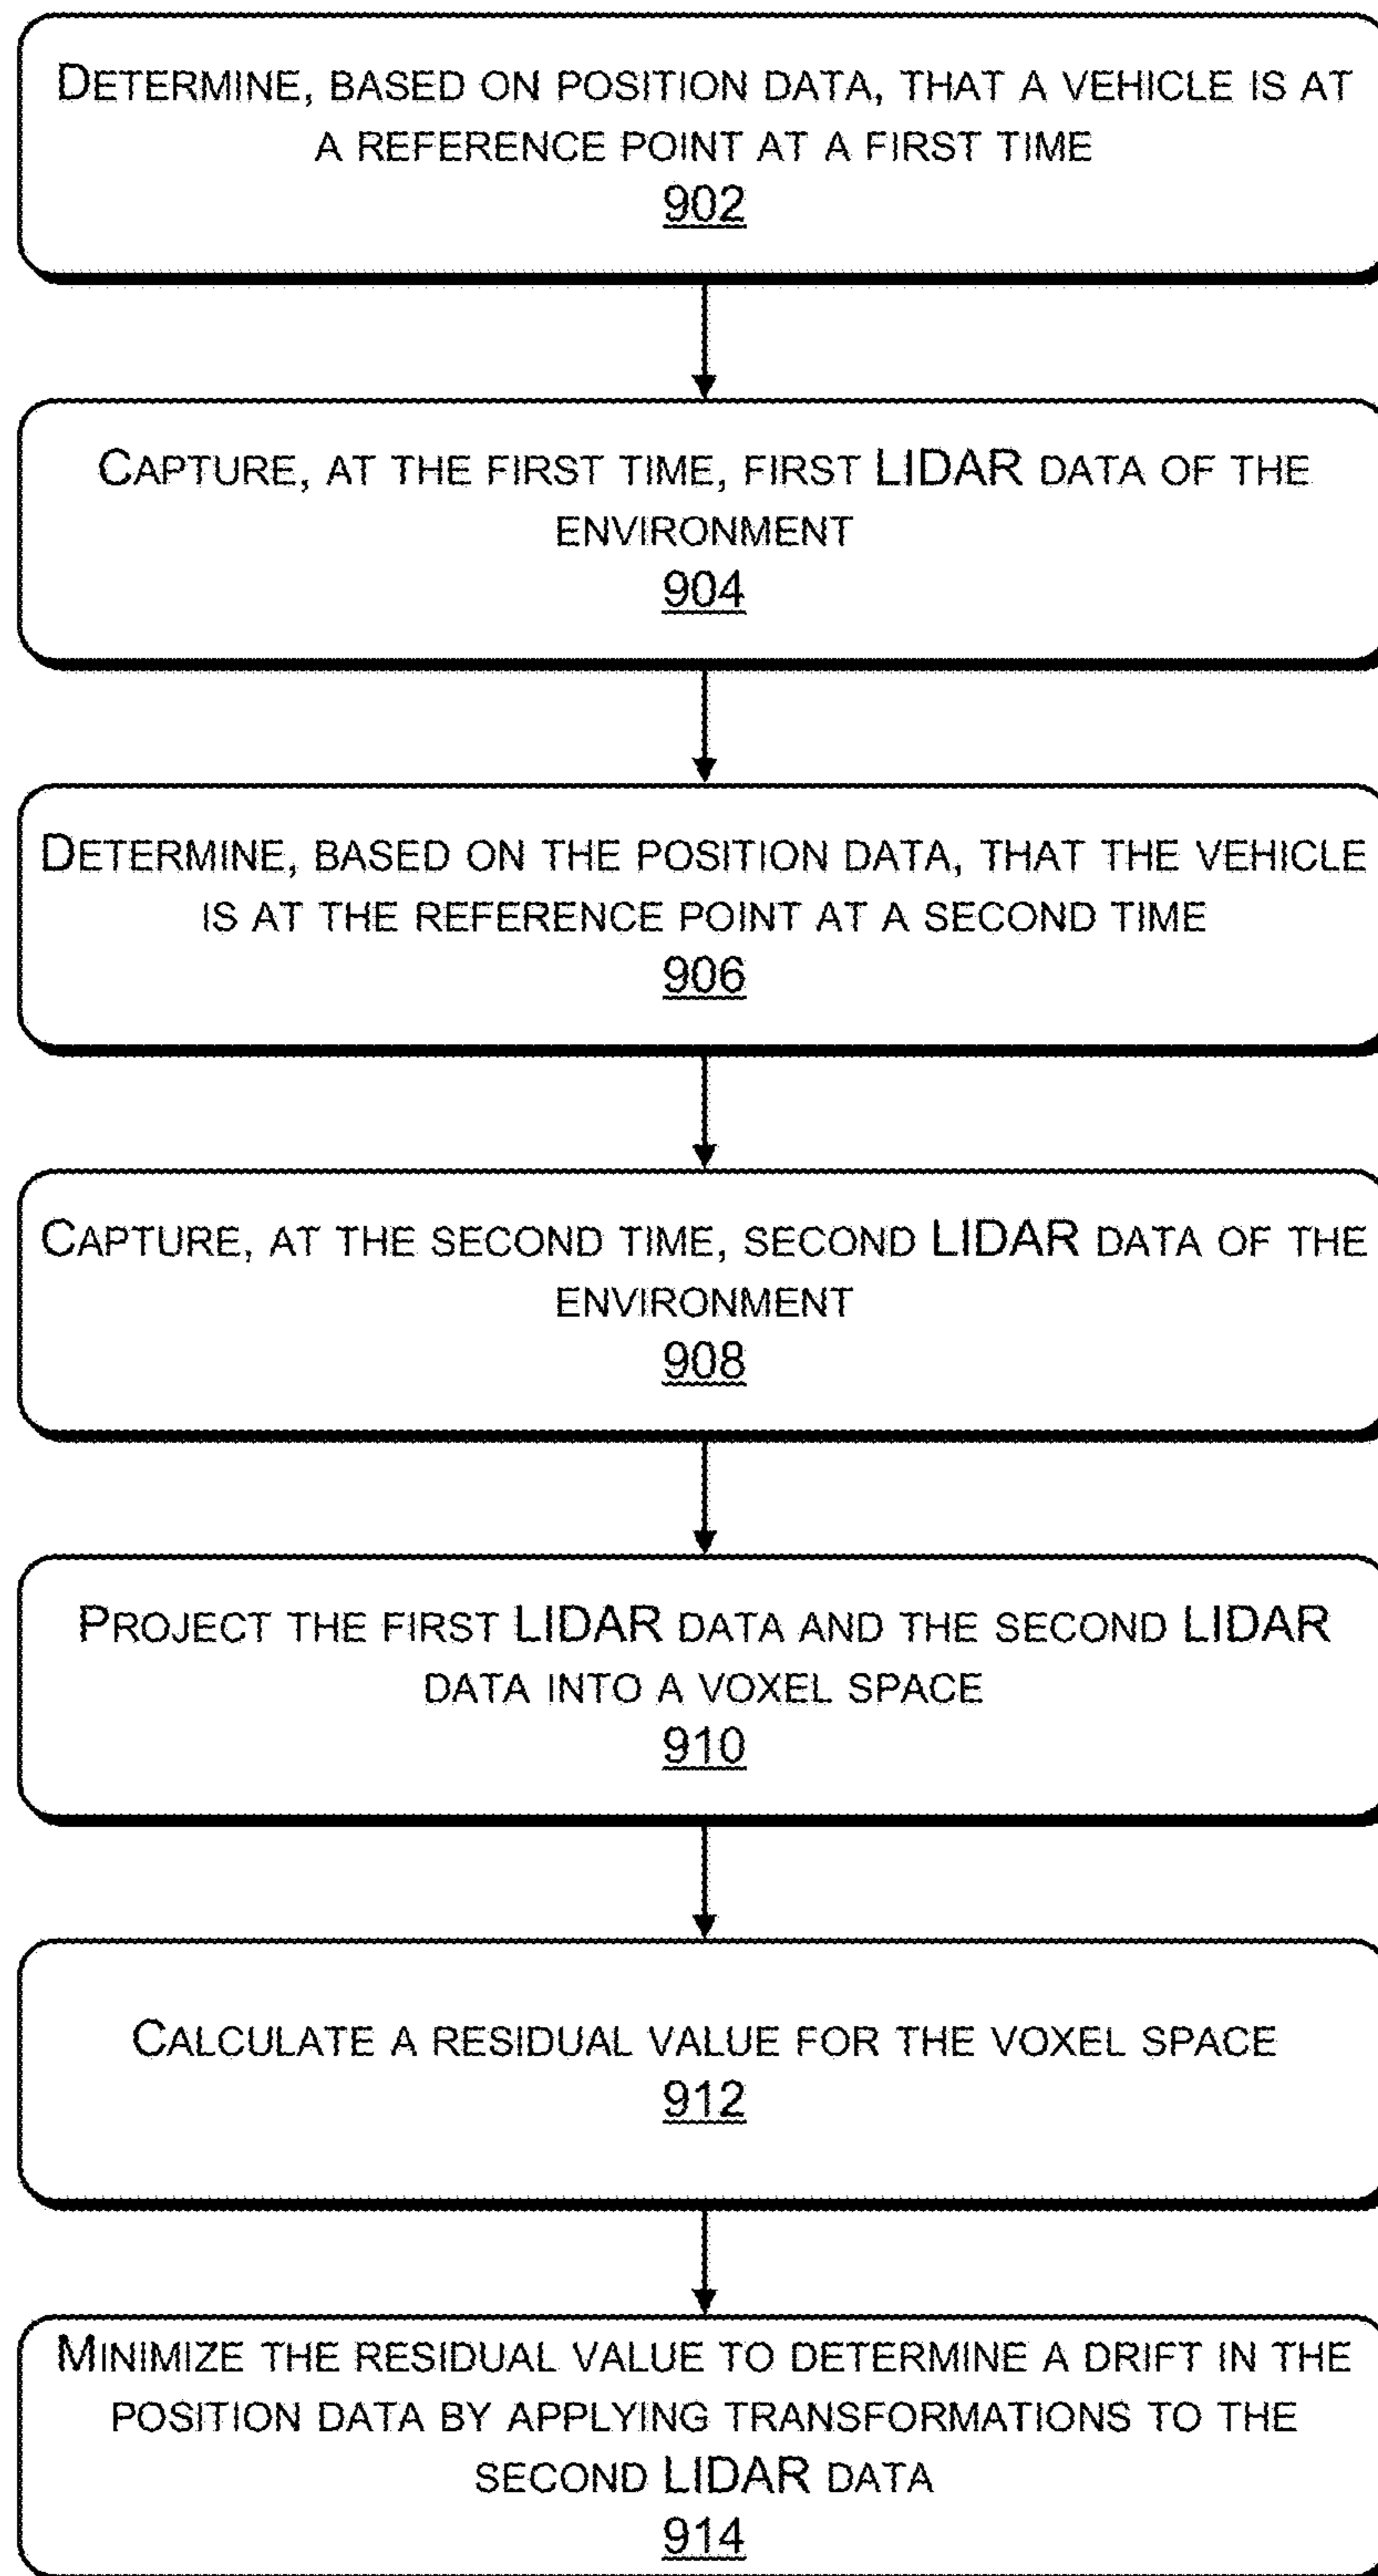 DETERMINE, BASED ON POSITION DATA, THAT A VEHICLE IS AT
A REFERENCE POINT AT A FIRST TIME
902
CAPTURE, AT THE FIRST TIME, FIRST LIDAR DATA OF THE
ENVIRONMENT
904
DETERMINE, BASED ON THE POSITION DATA, THAT THE VEHICLE
IS AT THE REFERENCE POINT AT A SECOND TIME
906
CAPTURE, AT THE SECOND TIME, SECOND LIDAR DATA OF THE
ENVIRONMENT
908
PROJECT THE FIRST LIDAR DATA AND THE SECOND LIDAR
DATA INTO A VOXEL SPACE
910
CALCULATE A RESIDUAL VALUE FOR THE VOXEL SPACE
912
MINIMIZE THE RESIDUAL VALUE TO DETERMINE A DRIFT IN THE
POSITION DATA BY APPLYING TRANSFORMATIONS TO THE
SECOND LIDAR DATA
914